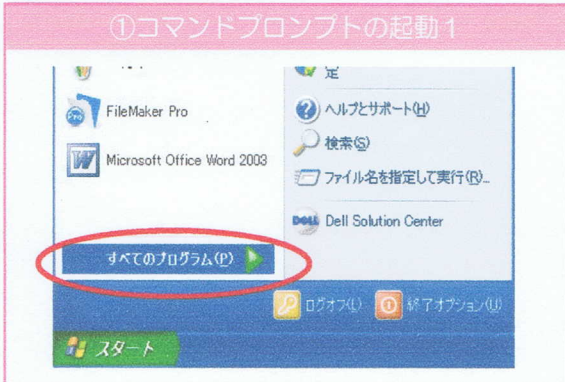 ①コマンドプロンプトの起動1
定
FileMaker Pro
ヘルプとサポート(H)
Microsoft Office Word 2003
検索(S)
ファイル名を指定して実行(R)...
DELL Dell Solution Center
すべてのプログラム(P)
ログオフ(L)
終了オプション(U)
スタート